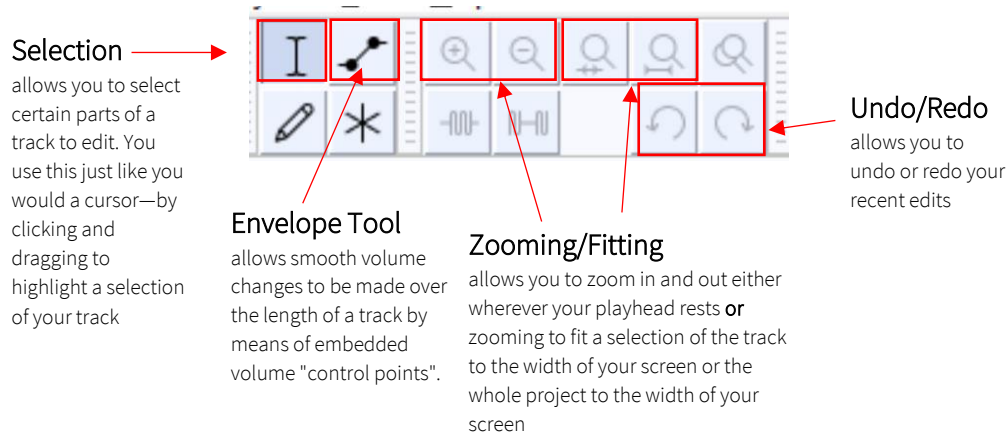 Selection
allows you to select
certain parts of a
track to edit. You
use this just like you
would a cursor—by
clicking and
dragging to
highlight a selection
of your track
Envelope Tool
allows smooth volume
changes to be made over
the length of a track by
means of embedded
volume "control points".
Zooming/Fitting
allows you to zoom in and out either
wherever your playhead rests or
zooming to fit a selection of the track
to the width of your screen or the
whole project to the width of your
screen
Undo/Redo
allows you to
undo or redo your
recent edits